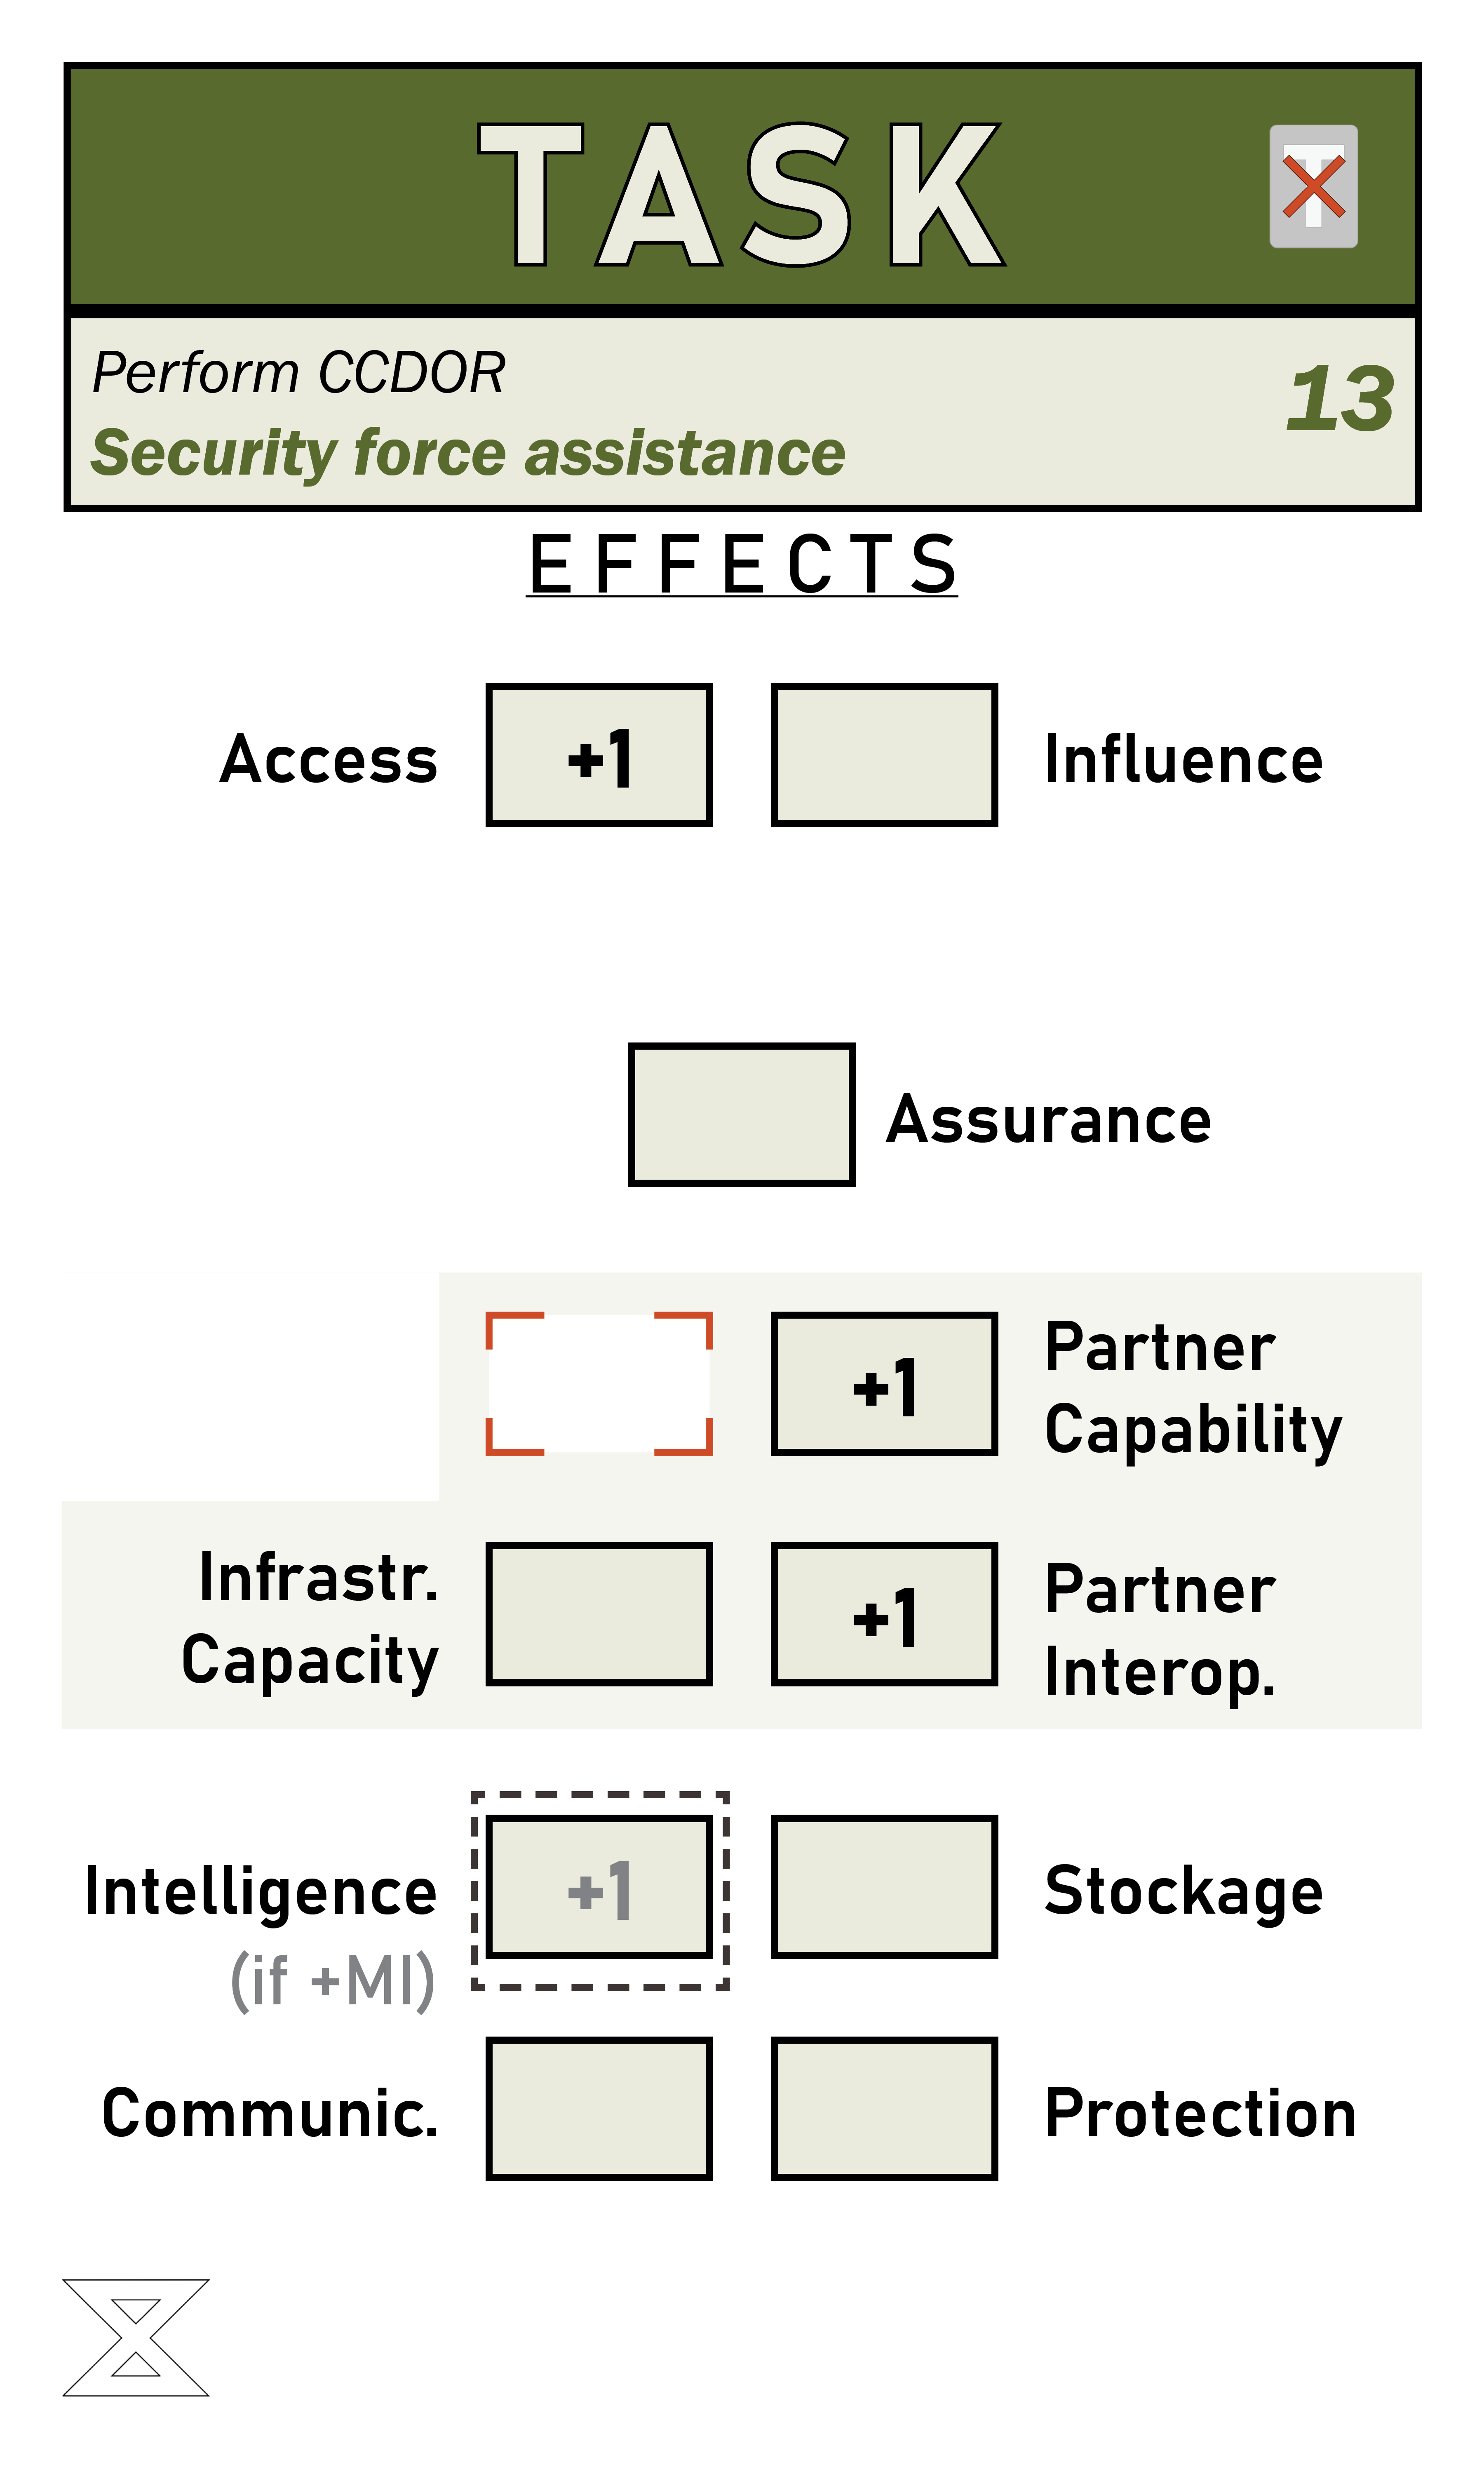 TASK
T
Perform CCDOR
13
Security force assistance
EFFECTS
Access +1 Influence
Assurance
+1 Partner
Capability
Infrastr.
Capacity
+1 Partner
Interop.
Intelligence +1 Stockage
(if +MI)
Communic. Protection